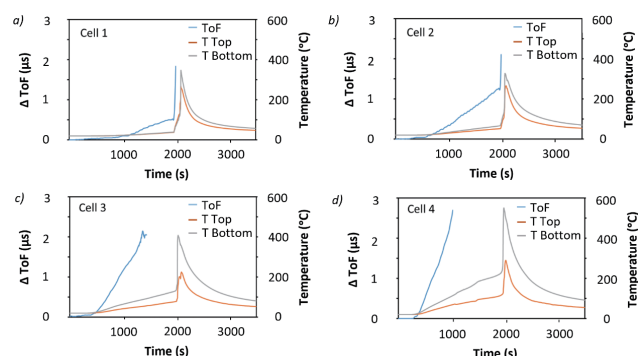 a)
Cell 1
ToF
T Top
T Bottom
3
2
1
0
600
400
200
0
1000 2000 3000
Δ ToF (µs)
Temperature (°C)
Time (s)
b)
Cell 2
ToF
T Top
T Bottom
3
2
1
0
600
400
200
0
1000 2000 3000
Δ ToF (µs)
Temperature (°C)
Time (s)
c)
Cell 3
ToF
T Top
T Bottom
3
2
1
0
600
400
200
0
1000 2000 3000
Δ ToF (µs)
Temperature (°C)
Time (s)
d)
Cell 4
ToF
T Top
T Bottom
3
2
1
0
600
400
200
0
1000 2000 3000
Δ ToF (µs)
Temperature (°C)
Time (s)